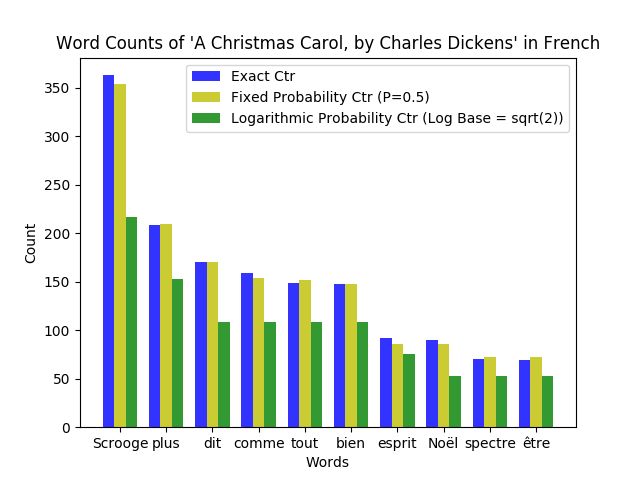 Word Counts of 'A Christmas Carol, by Charles Dickens' in French
Exact Ctr
Fixed Probability Ctr (P=0.5)
Logarithmic Probability Ctr (Log Base = sqrt(2))
350
300
250
200
150
100
50
0
Count
Scrooge plus dit comme tout bien esprit Noël spectre être
Words